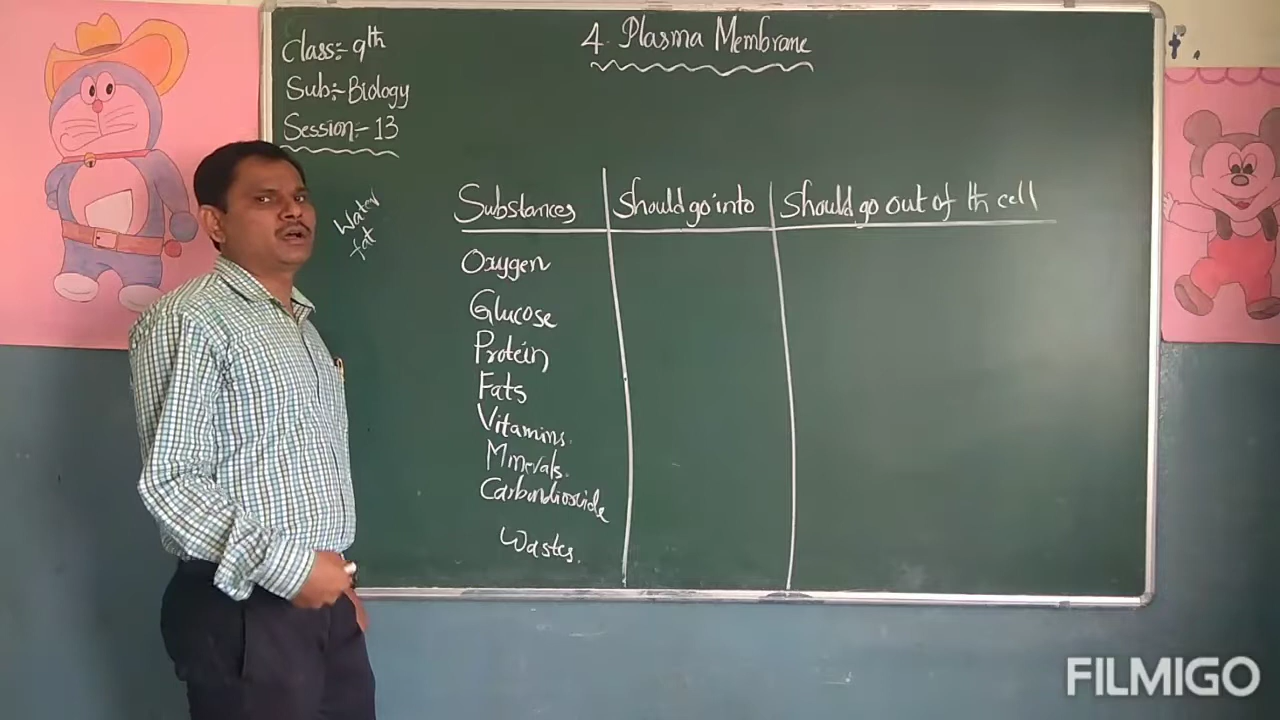 Class:- 9th
Sub:- Biology
Session:- 13
4. Plasma Membrane
Water
fat
Substances Should go into Should go out of th cell
Oxygen
Glucose
Protein
Fats
Vitamins.
Minerals.
Carbondioxide
Wastes.
FILMIGO